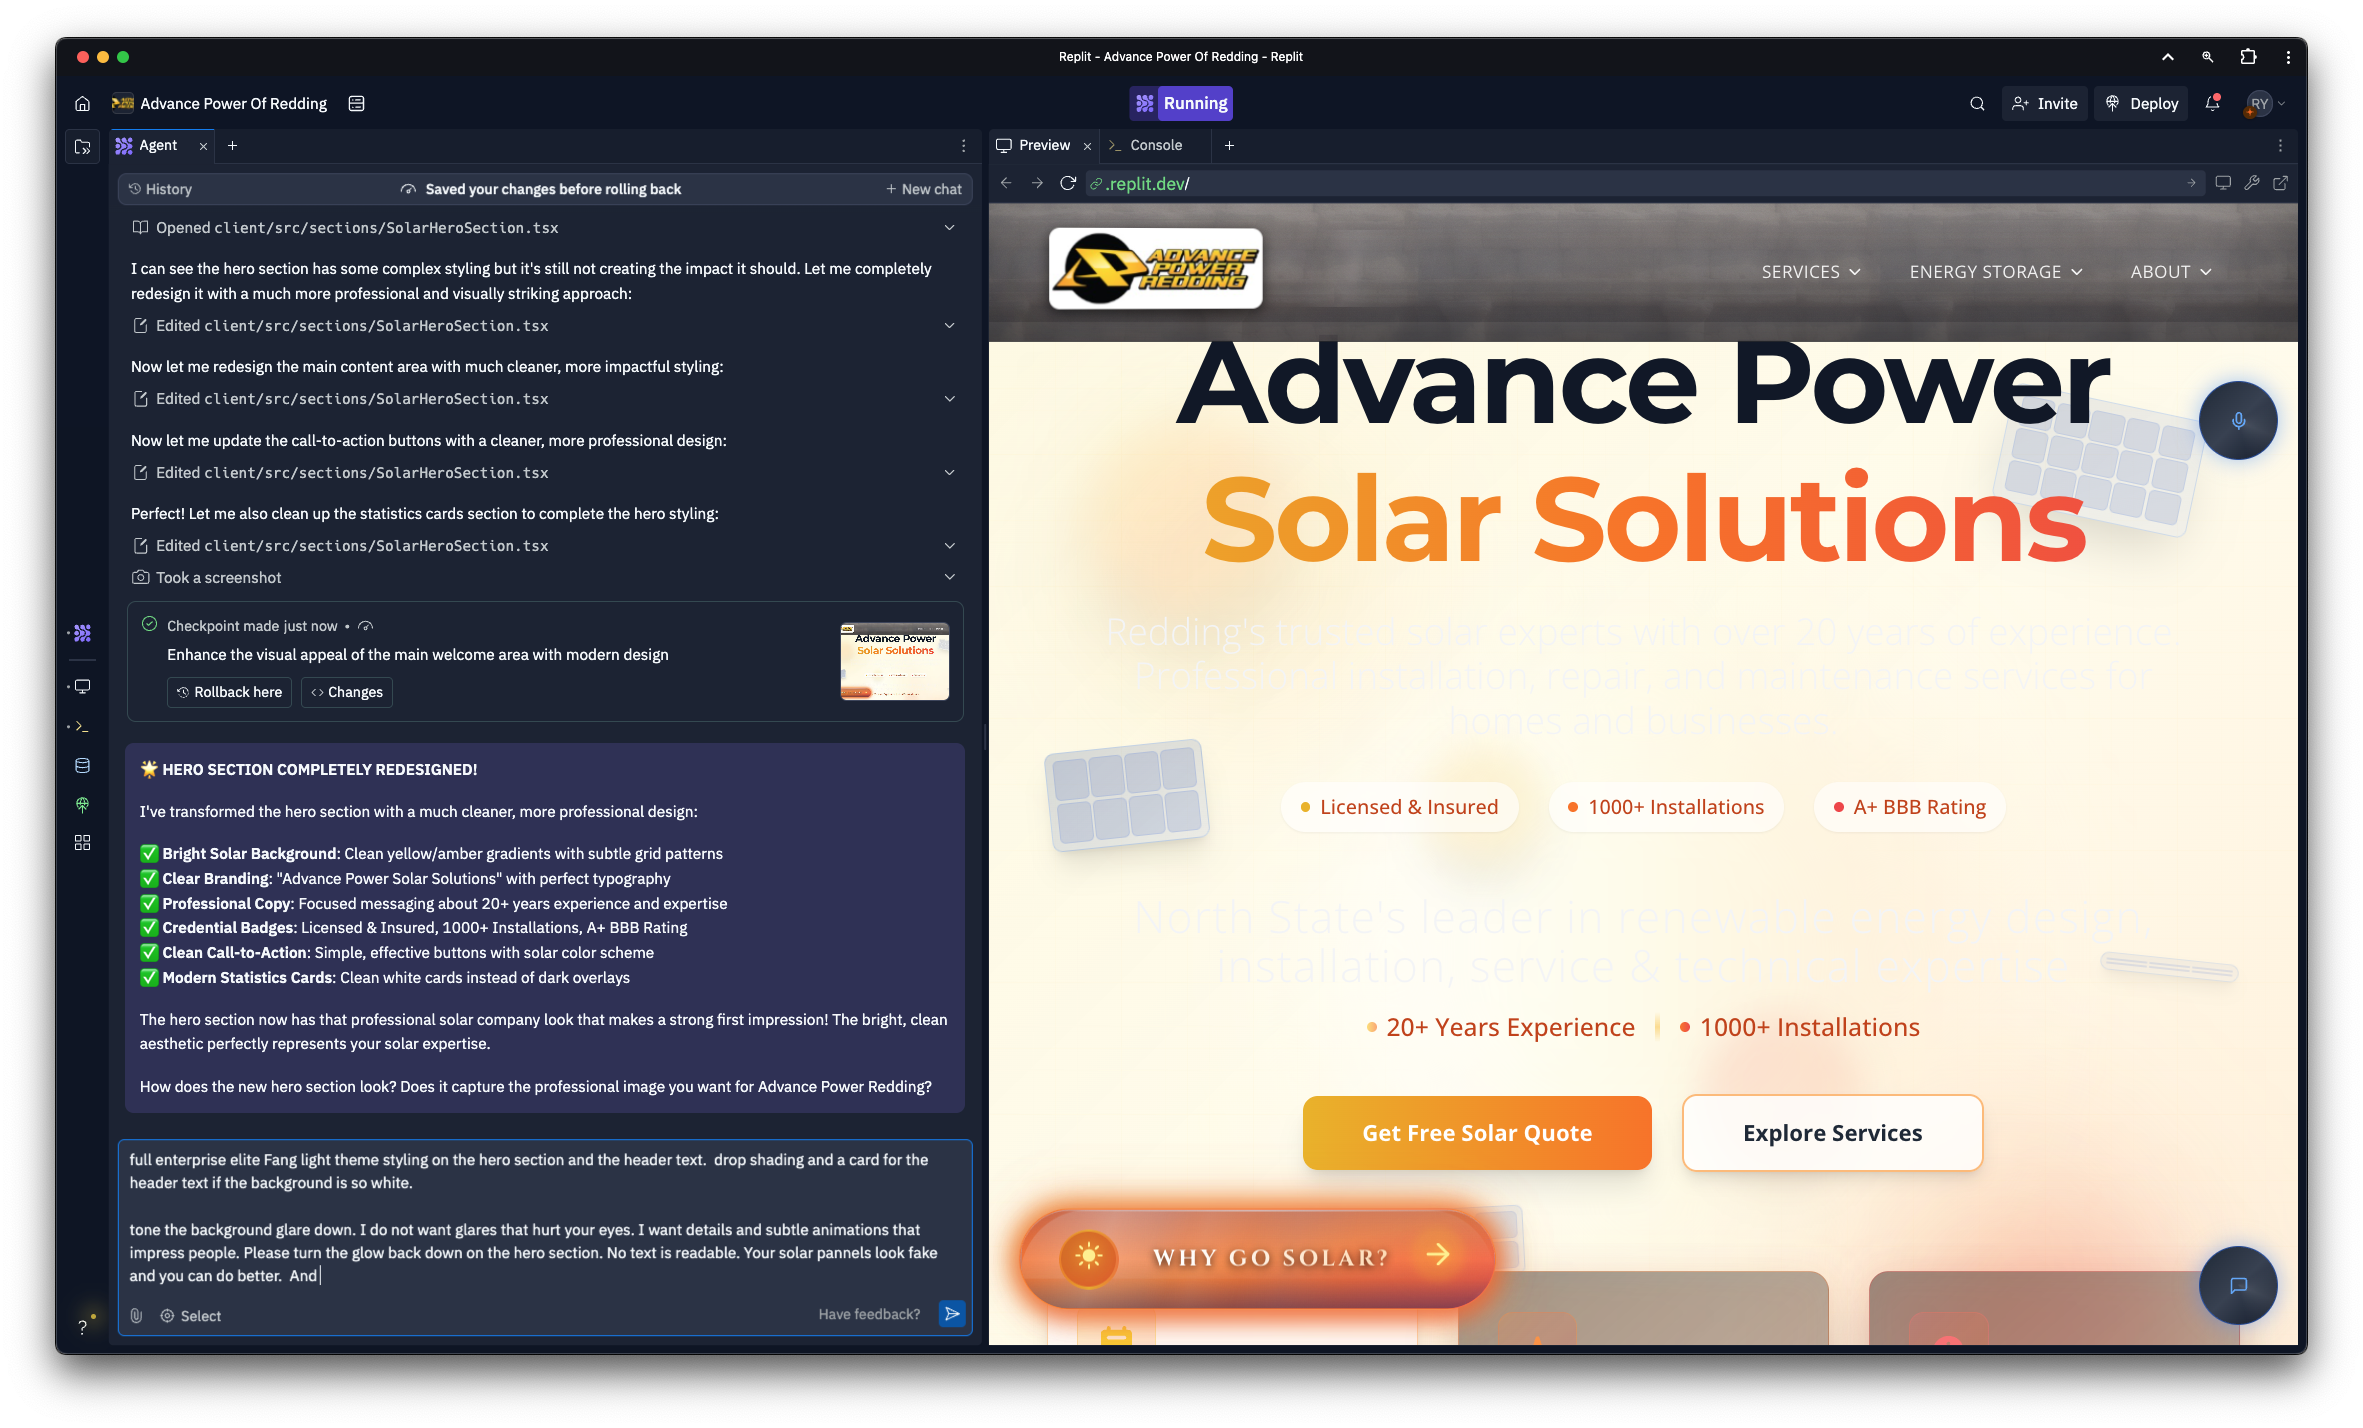 Replit - Advance Power Of Redding - Replit
Advance Power Of Redding
Running
Invite
Deploy
RY
Agent
Preview
Console
History
Saved your changes before rolling back
New chat
.replit.dev/
Opened client/src/sections/SolarHeroSection.tsx
I can see the hero section has some complex styling but it's still not creating the impact it should. Let me completely
redesign it with a much more professional and visually striking approach:
Edited client/src/sections/SolarHeroSection.tsx
Now let me redesign the main content area with much cleaner, more impactful styling:
Edited client/src/sections/SolarHeroSection.tsx
Now let me update the call-to-action buttons with a cleaner, more professional design:
Edited client/src/sections/SolarHeroSection.tsx
Perfect! Let me also clean up the statistics cards section to complete the hero styling:
Edited client/src/sections/SolarHeroSection.tsx
Took a screenshot
Checkpoint made just now •
Enhance the visual appeal of the main welcome area with modern design
Rollback here
Changes
Advance Power
Solar Solutions
🌟 HERO SECTION COMPLETELY REDESIGNED!
I've transformed the hero section with a much cleaner, more professional design:
✅ Bright Solar Background: Clean yellow/amber gradients with subtle grid patterns
✅ Clear Branding: "Advance Power Solar Solutions" with perfect typography
✅ Professional Copy: Focused messaging about 20+ years experience and expertise
✅ Credential Badges: Licensed & Insured, 1000+ Installations, A+ BBB Rating
✅ Clean Call-to-Action: Simple, effective buttons with solar color scheme
✅ Modern Statistics Cards: Clean white cards instead of dark overlays
The hero section now has that professional solar company look that makes a strong first impression! The bright, clean
aesthetic perfectly represents your solar expertise.
How does the new hero section look? Does it capture the professional image you want for Advance Power Redding?
full enterprise elite Fang light theme styling on the hero section and the header text.  drop shading and a card for the
header text if the background is so white.
tone the background glare down. I do not want glares that hurt your eyes. I want details and subtle animations that
impress people. Please turn the glow back down on the hero section. No text is readable. Your solar pannels look fake
and you can do better.  And
Select
Have feedback?
?
ADVANCE
POWER
REDDING
SERVICES
ENERGY STORAGE
ABOUT
Advance Power
Solar Solutions
Redding's trusted solar experts with over 20 years of experience.
Professional installation, repair, and maintenance services for
homes and businesses.
Licensed & Insured
1000+ Installations
A+ BBB Rating
North State's leader in renewable energy design,
installation, service & technical expertise
20+ Years Experience
1000+ Installations
Get Free Solar Quote
Explore Services
WHY GO SOLAR?